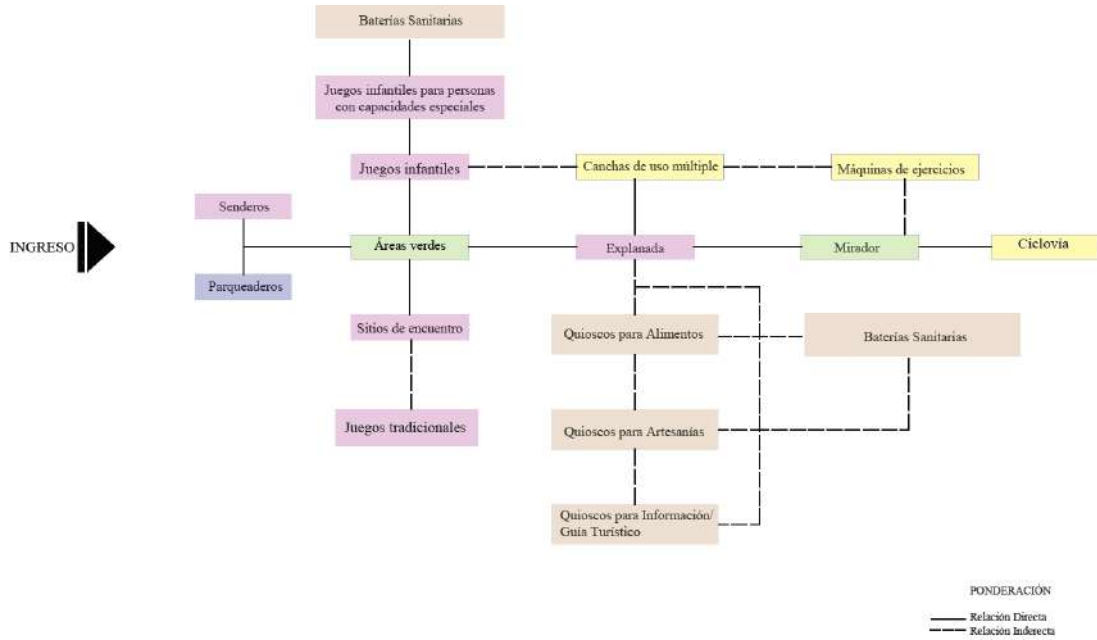 Baterías Sanitarias
Juegos infantiles para personas
con capacidades especiales
Juegos infantiles
Canchas de uso múltiple
Máquinas de ejercicios
Senderos
INGRESO
Áreas verdes
Explanada
Mirador
Ciclovía
Parqueaderos
Sitios de encuentro
Quioscos para Alimentos
Baterías Sanitarias
Juegos tradicionales
Quioscos para Artesanías
Quioscos para Información/
Guía Turístico
PONDERACIÓN
Relación Directa
Relación Inderecta